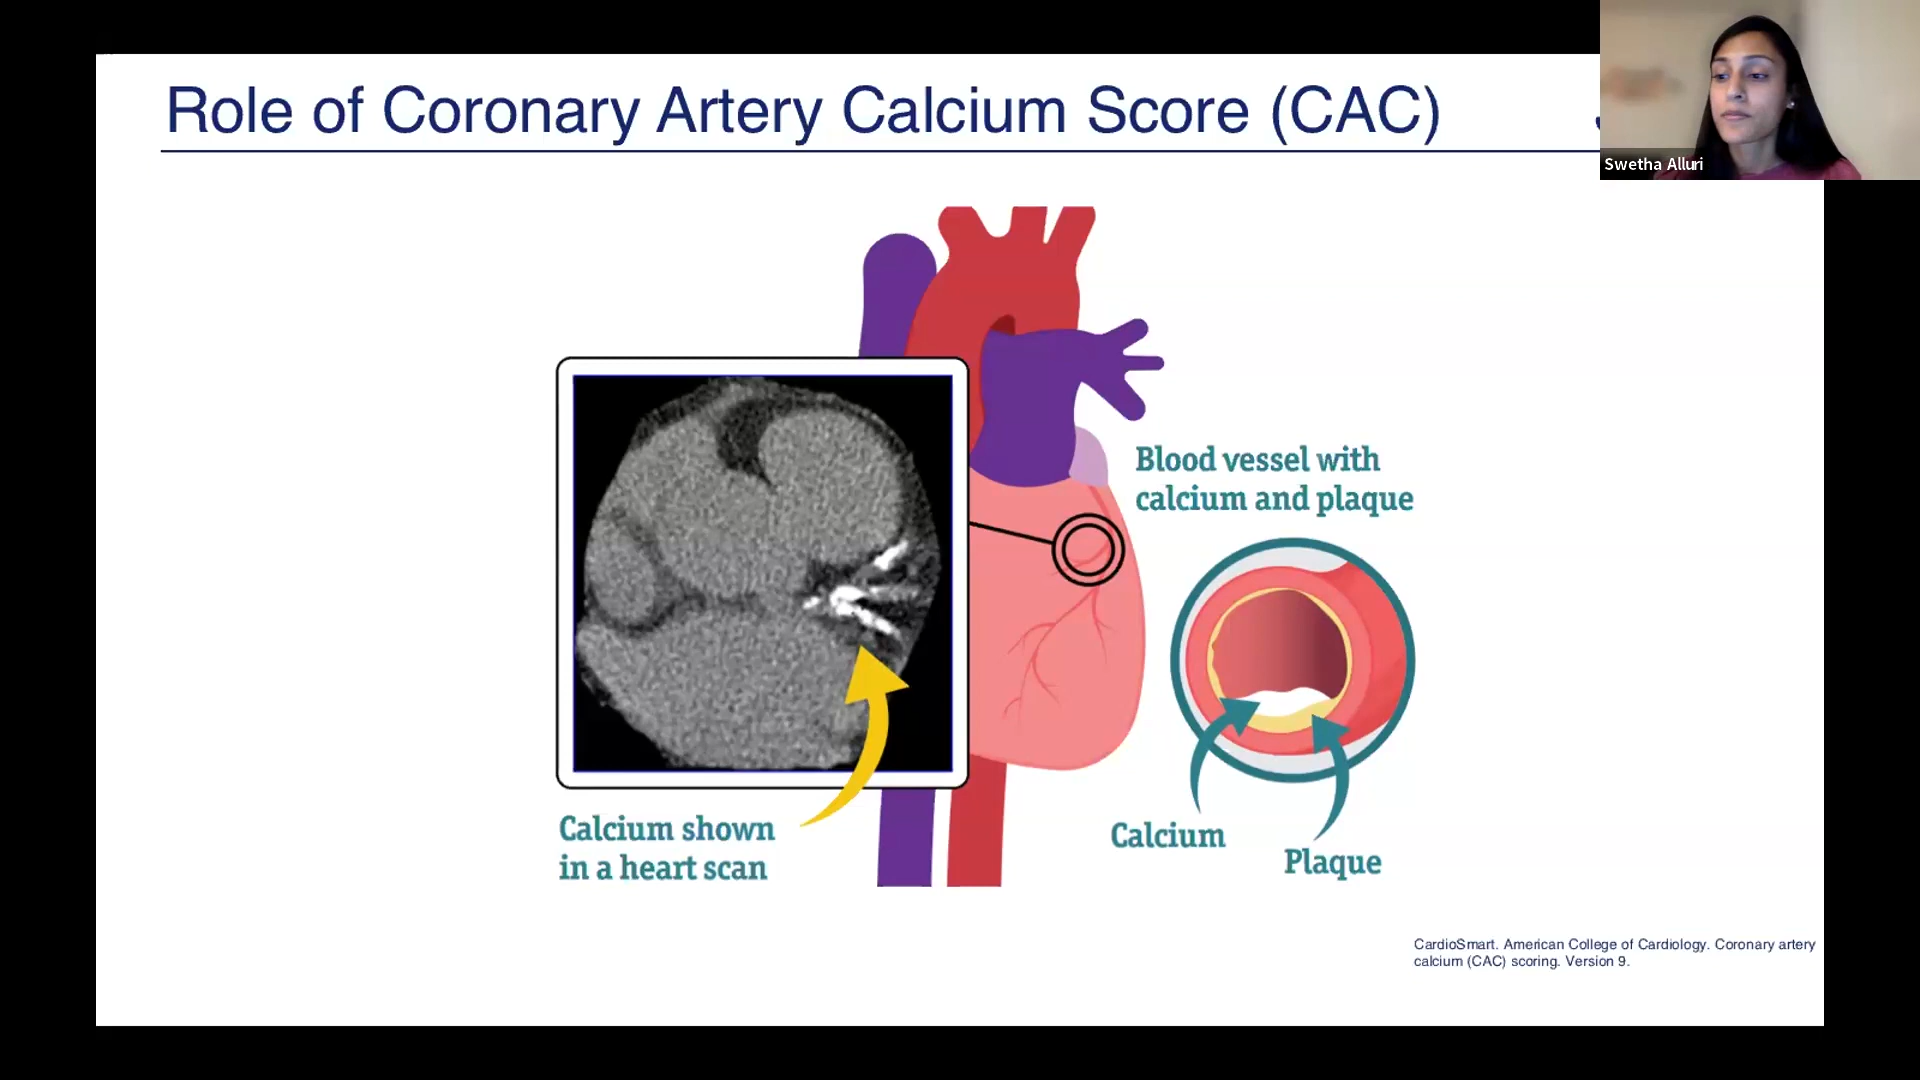 Role of Coronary Artery Calcium Score (CAC)
Swetha Alluri
Blood vessel with
calcium and plaque
Calcium shown
in a heart scan
Calcium
Plaque
CardioSmart. American College of Cardiology. Coronary artery
calcium (CAC) scoring. Version 9.